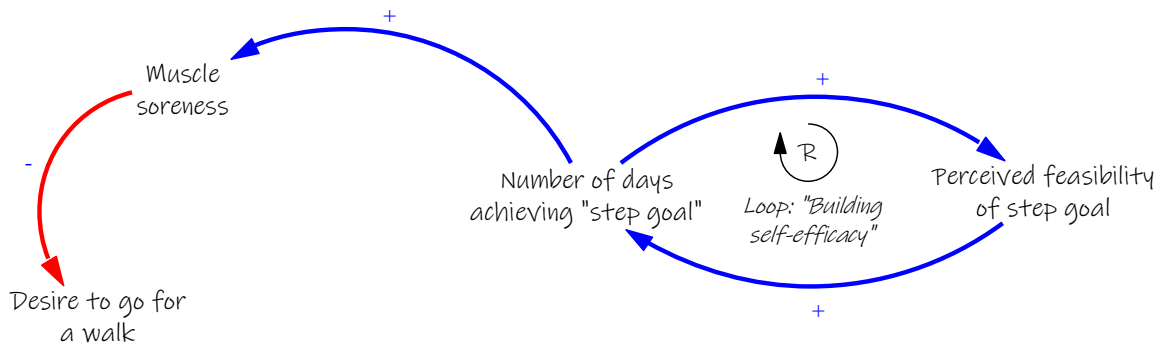 +
+
Muscle
soreness
-
R
Number of days
achieving "step goal"
Loop: "Building
self-efficacy"
Perceived feasibility
of step goal
Desire to go for
a walk
+